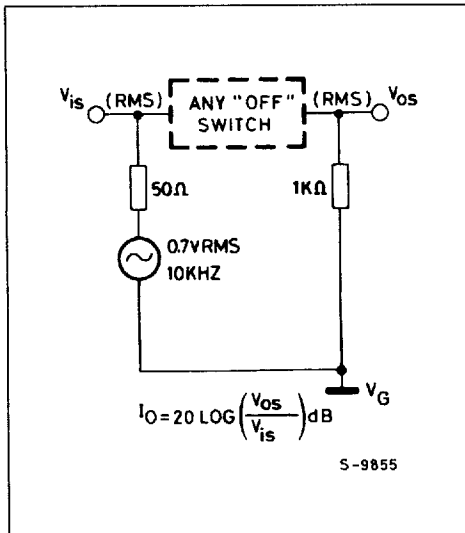 Vis (RMS) ANY "OFF" SWITCH (RMS) Vos
50Ω
1KΩ
0.7VRMS
10KHZ
VG
IO = 20 LOG(Vos/Vis)dB
S-9855